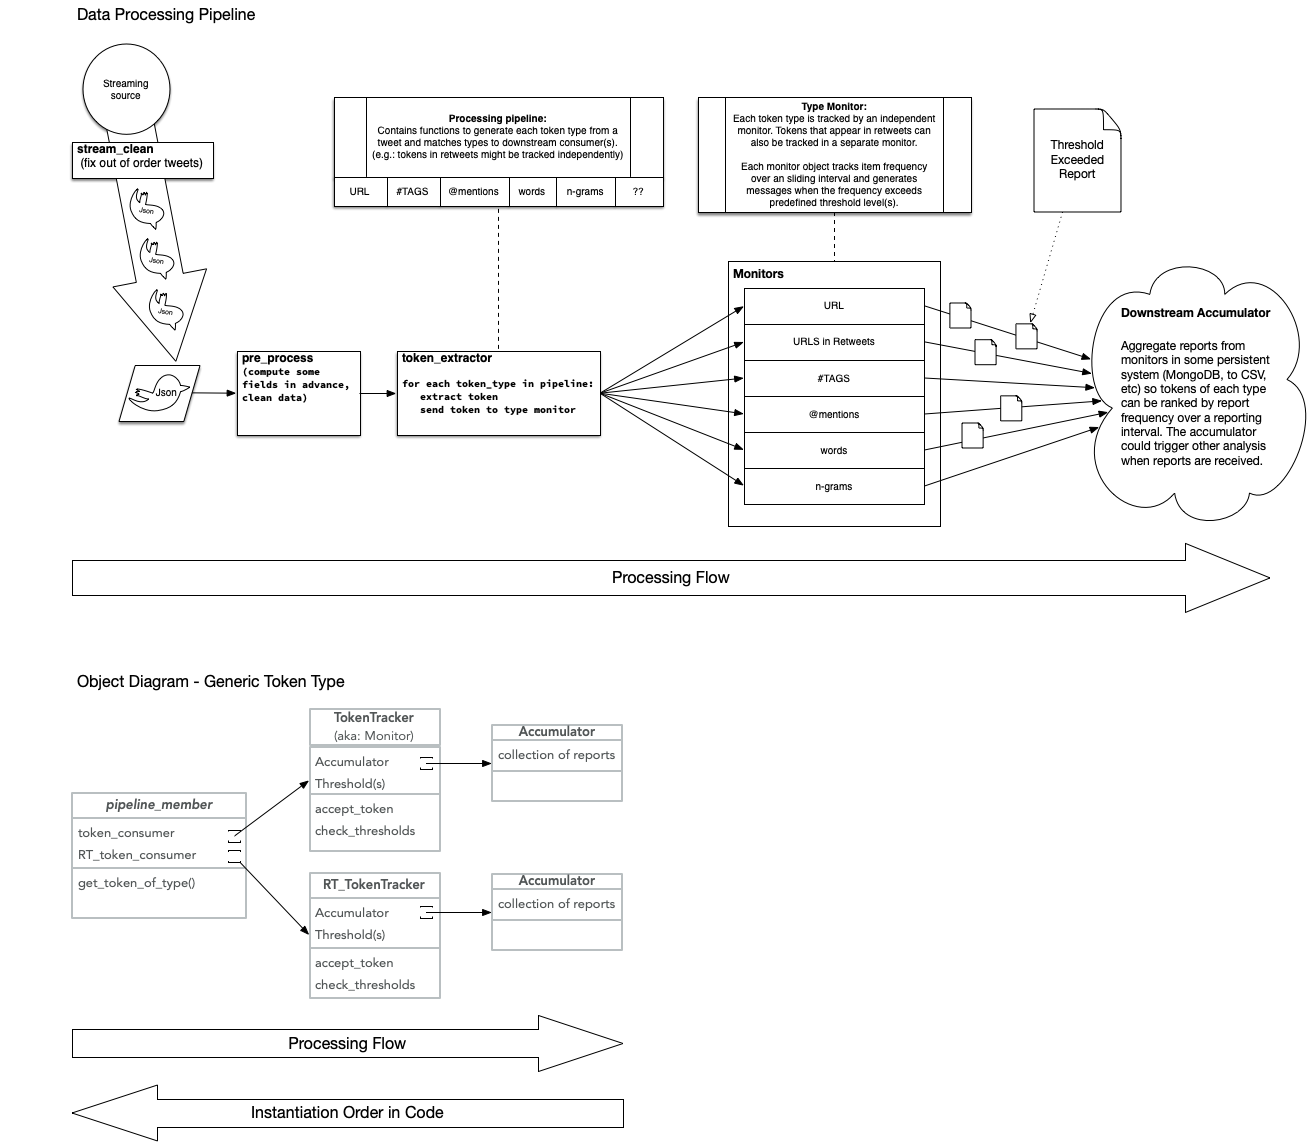 Data Processing Pipeline
Streaming
source
stream_clean
(fix out of order tweets)
Json
Json
Json
Json
pre_process
(compute some
fields in advance,
clean data)
Processing pipeline:
Contains functions to generate each token type from a
tweet and matches types to downstream consumer(s).
(e.g.: tokens in retweets might be tracked independently)
URL
#TAGS
@mentions
words
n-grams
??
token_extractor
for each token_type in pipeline:
extract token
send token to type monitor
Type Monitor:
Each token type is tracked by an independent
monitor. Tokens that appear in retweets can
also be tracked in a separate monitor.
Each monitor object tracks item frequency
over an sliding interval and generates
messages when the frequency exceeds
predefined threshold level(s).
Monitors
URL
URLS in Retweets
#TAGS
@mentions
words
n-grams
Threshold
Exceeded
Report
Downstream Accumulator
Aggregate reports from
monitors in some persistent
system (MongoDB, to CSV,
etc) so tokens of each type
can be ranked by report
frequency over a reporting
interval. The accumulator
could trigger other analysis
when reports are received.
Processing Flow
Object Diagram - Generic Token Type
pipeline_member
token_consumer
RT_token_consumer
get_token_of_type()
TokenTracker
(aka: Monitor)
Accumulator
Threshold(s)
accept_token
check_thresholds
Accumulator
collection of reports
RT_TokenTracker
Accumulator
Threshold(s)
accept_token
check_thresholds
Accumulator
collection of reports
Processing Flow
Instantiation Order in Code